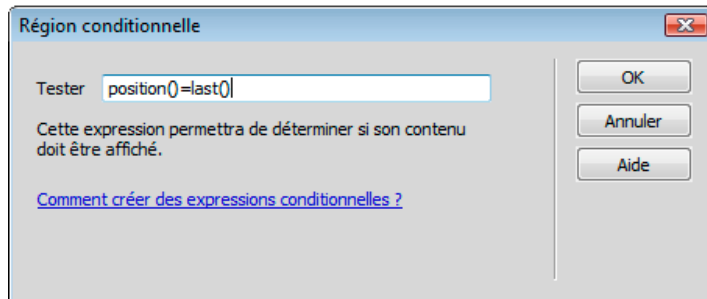 Région conditionnelle
Tester position()=last()
OK
Cette expression permettra de déterminer si son contenu
doit être affiché.
Annuler
Aide
Comment créer des expressions conditionnelles ?